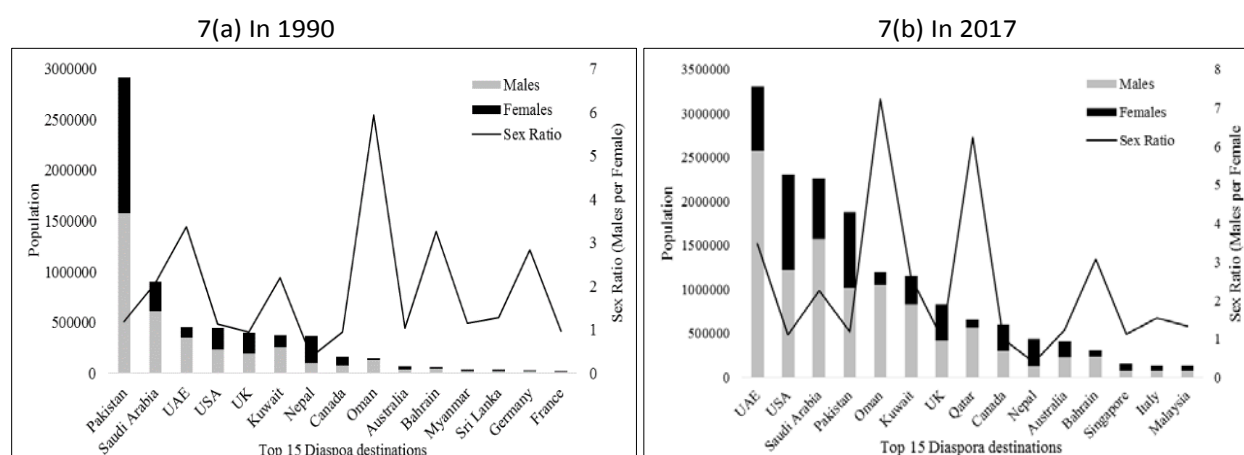 7(a) In 1990
3000000
2500000
2000000
1500000
1000000
500000
0
Population
Males
Females
Sex Ratio
7
6
5
4
3
2
1
0
Sex Ratio (Males per Female)
Pakistan
Saudi Arabia
UAE
USA
UK
Kuwait
Nepal
Canada
Oman
Australia
Bahrain
Myanmar
Sri Lanka
Germany
France
Top 15 Diaspoa destinations
7(b) In 2017
3500000
3000000
2500000
2000000
1500000
1000000
500000
0
Population
Males
Females
Sex Ratio
8
7
6
5
4
3
2
1
0
Sex Ratio (Males per Female
UAE
USA
Saudi Arabia
Pakistan
Oman
Kuwait
UK
Qatar
Canada
Nepal
Australia
Bahrain
Singapore
Italy
Malaysia
Top 15 Diaspora destinations